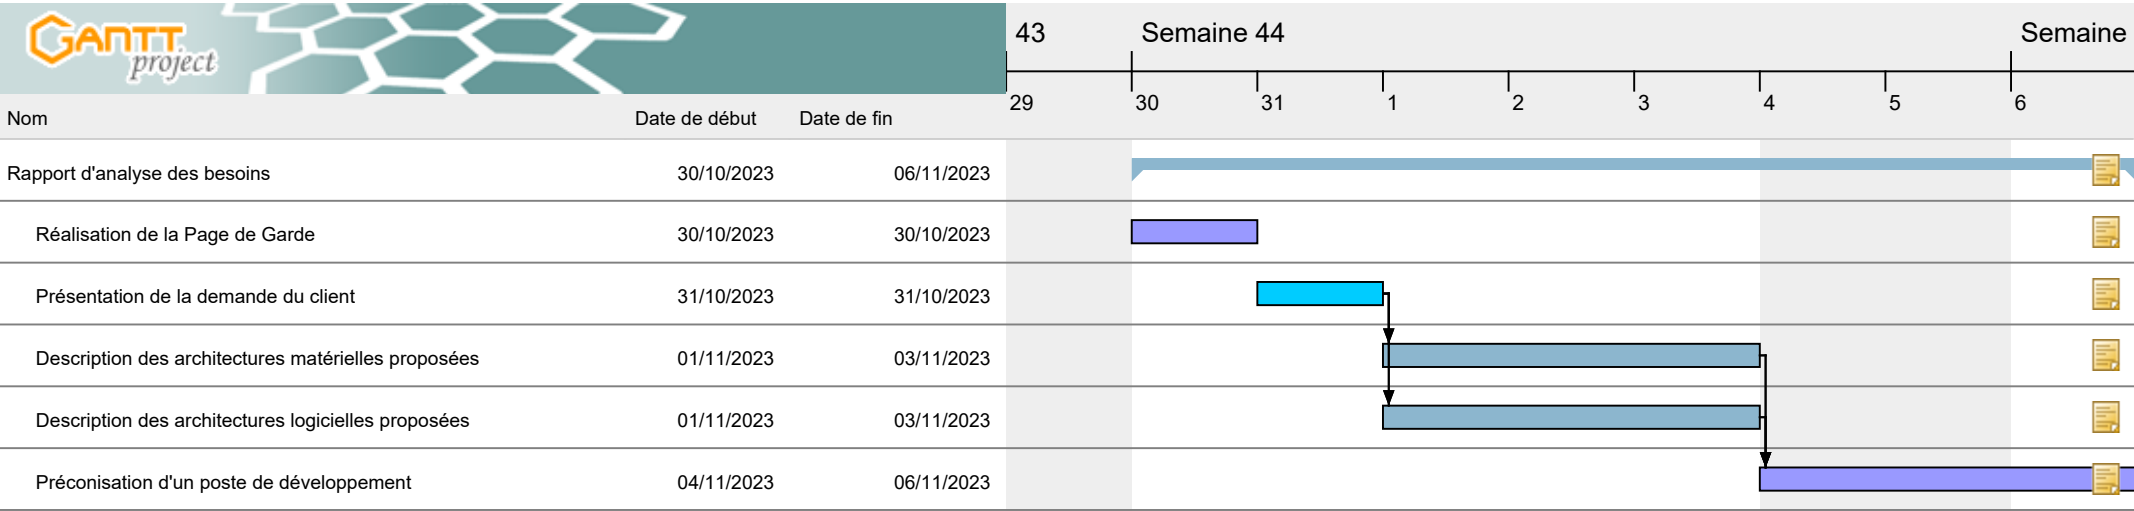 GANTT
project
43 Semaine 44 Semaine
29 30 31 1 2 3 4 5 6
Nom Date de début Date de fin
Rapport d'analyse des besoins 30/10/2023 06/11/2023
Réalisation de la Page de Garde 30/10/2023 30/10/2023
Présentation de la demande du client 31/10/2023 31/10/2023
Description des architectures matérielles proposées 01/11/2023 03/11/2023
Description des architectures logicielles proposées 01/11/2023 03/11/2023
Préconisation d'un poste de développement 04/11/2023 06/11/2023